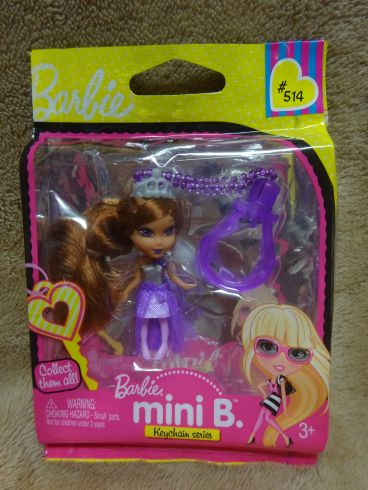 Barbie
#
514
Collect
them all!
Barbie
mini B.™
Keychain series
WARNING:
CHOKING HAZARD - Small parts.
Not for children under 3 years
3+